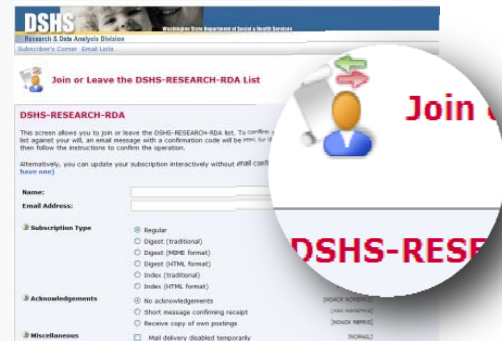 DSHS
Washington State Department of Social & Health Services
Research & Data Analysis Division
Subscriber's Corner Email Lists
Join or Leave the DSHS-RESEARCH-RDA List
Join
DSHS-RESEARCH-RDA
This screen allows you to join or leave the DSHS-RESEARCH-RDA list. To confirm
list against your will, an email message with a confirmation code will be
then follow the instructions to confirm the operation.
Alternatively, you can update your subscription interactively without email
have one)
DSHS-RESE
Name:
Email Address:
Subscription Type
Regular
Digest (traditional)
Digest (MIME format)
Digest (HTML format)
Index (traditional)
Index (HTML format)
Acknowledgements
No acknowledgements
Short message confirming receipt
Receive copy of own postings
Miscellaneous
Mail delivery disabled temporarily
[NOMAIL]